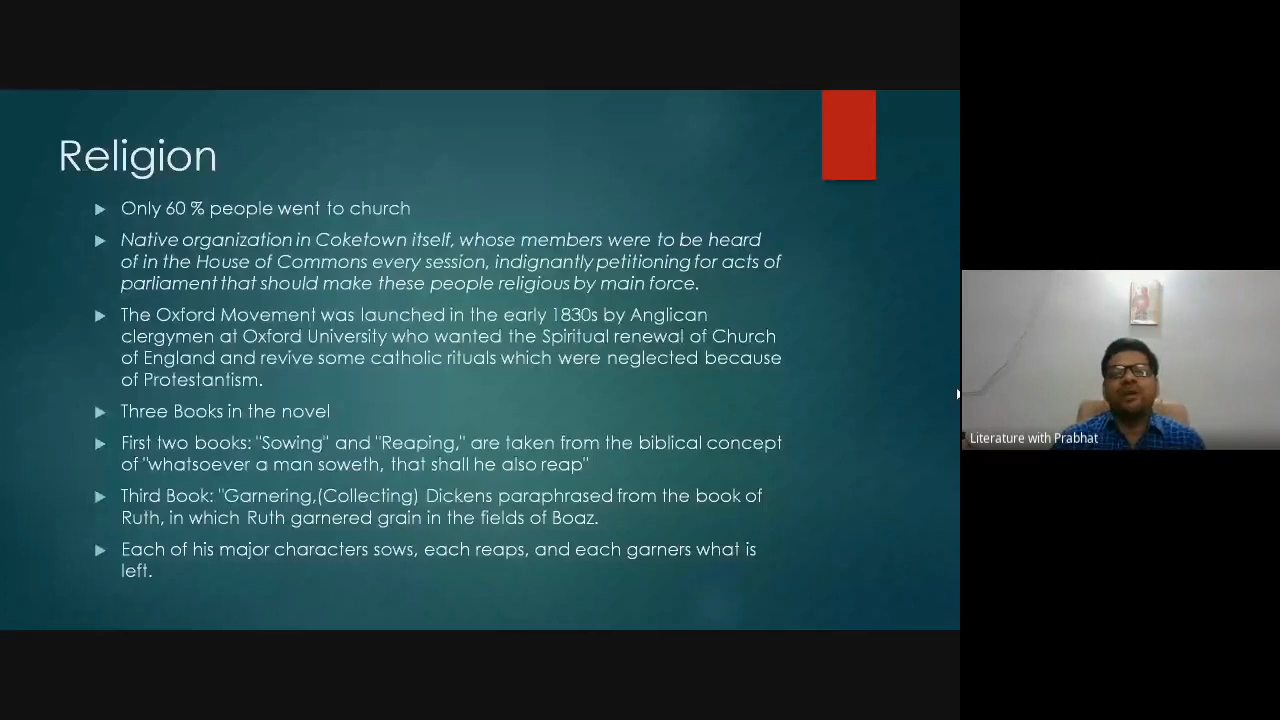 Religion
Only 60 % people went to church
Native organization in Coketown itself, whose members were to be heard
of in the House of Commons every session, indignantly petitioning for acts of
parliament that should make these people religious by main force.
The Oxford Movement was launched in the early 1830s by Anglican
clergymen at Oxford University who wanted the Spiritual renewal of Church
of England and revive some catholic rituals which were neglected because
of Protestantism.
Three Books in the novel
First two books: "Sowing" and "Reaping," are taken from the biblical concept
of "whatsoever a man soweth, that shall he also reap"
Third Book: "Garnering,(Collecting) Dickens paraphrased from the book of
Ruth, in which Ruth garnered grain in the fields of Boaz.
Each of his major characters sows, each reaps, and each garners what is
left.
Literature with Prabhat